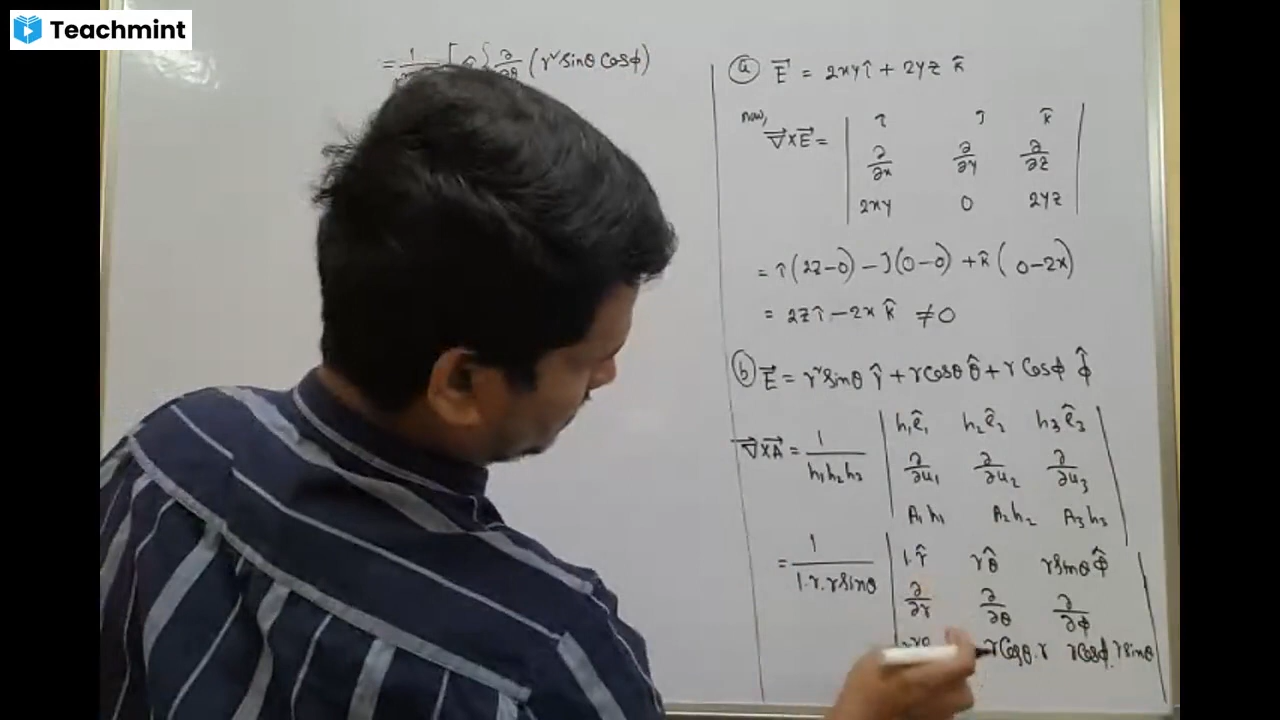 Teachmint
= 1/ [ { ∂/∂θ (r² sinθ cosφ)
ⓐ E⃗ = 2xy î + 2yz k̂
now,
∇⃗×E⃗ = | î ĵ k̂ |
| ∂/∂x ∂/∂y ∂/∂z |
| 2xy 0 2yz |
= î (2z-0) - ĵ (0-0) + k̂ (0-2x)
= 2z î - 2x k̂ ≠ 0
ⓑ E⃗ = r² sinθ r̂ + r cosθ θ̂ + r cosφ φ̂
∇⃗×A⃗ = 1/h₁h₂h₃ | h₁ê₁ h₂ê₂ h₃ê₃ |
| ∂/∂u₁ ∂/∂u₂ ∂/∂u₃ |
| A₁h₁ A₂h₂ A₃h₃ |
= 1/1.r.r sinθ | 1.r̂ rθ̂ r sinθ φ̂ |
| ∂/∂r ∂/∂θ ∂/∂φ |
r cosθ.r r cosφ.r sinθ